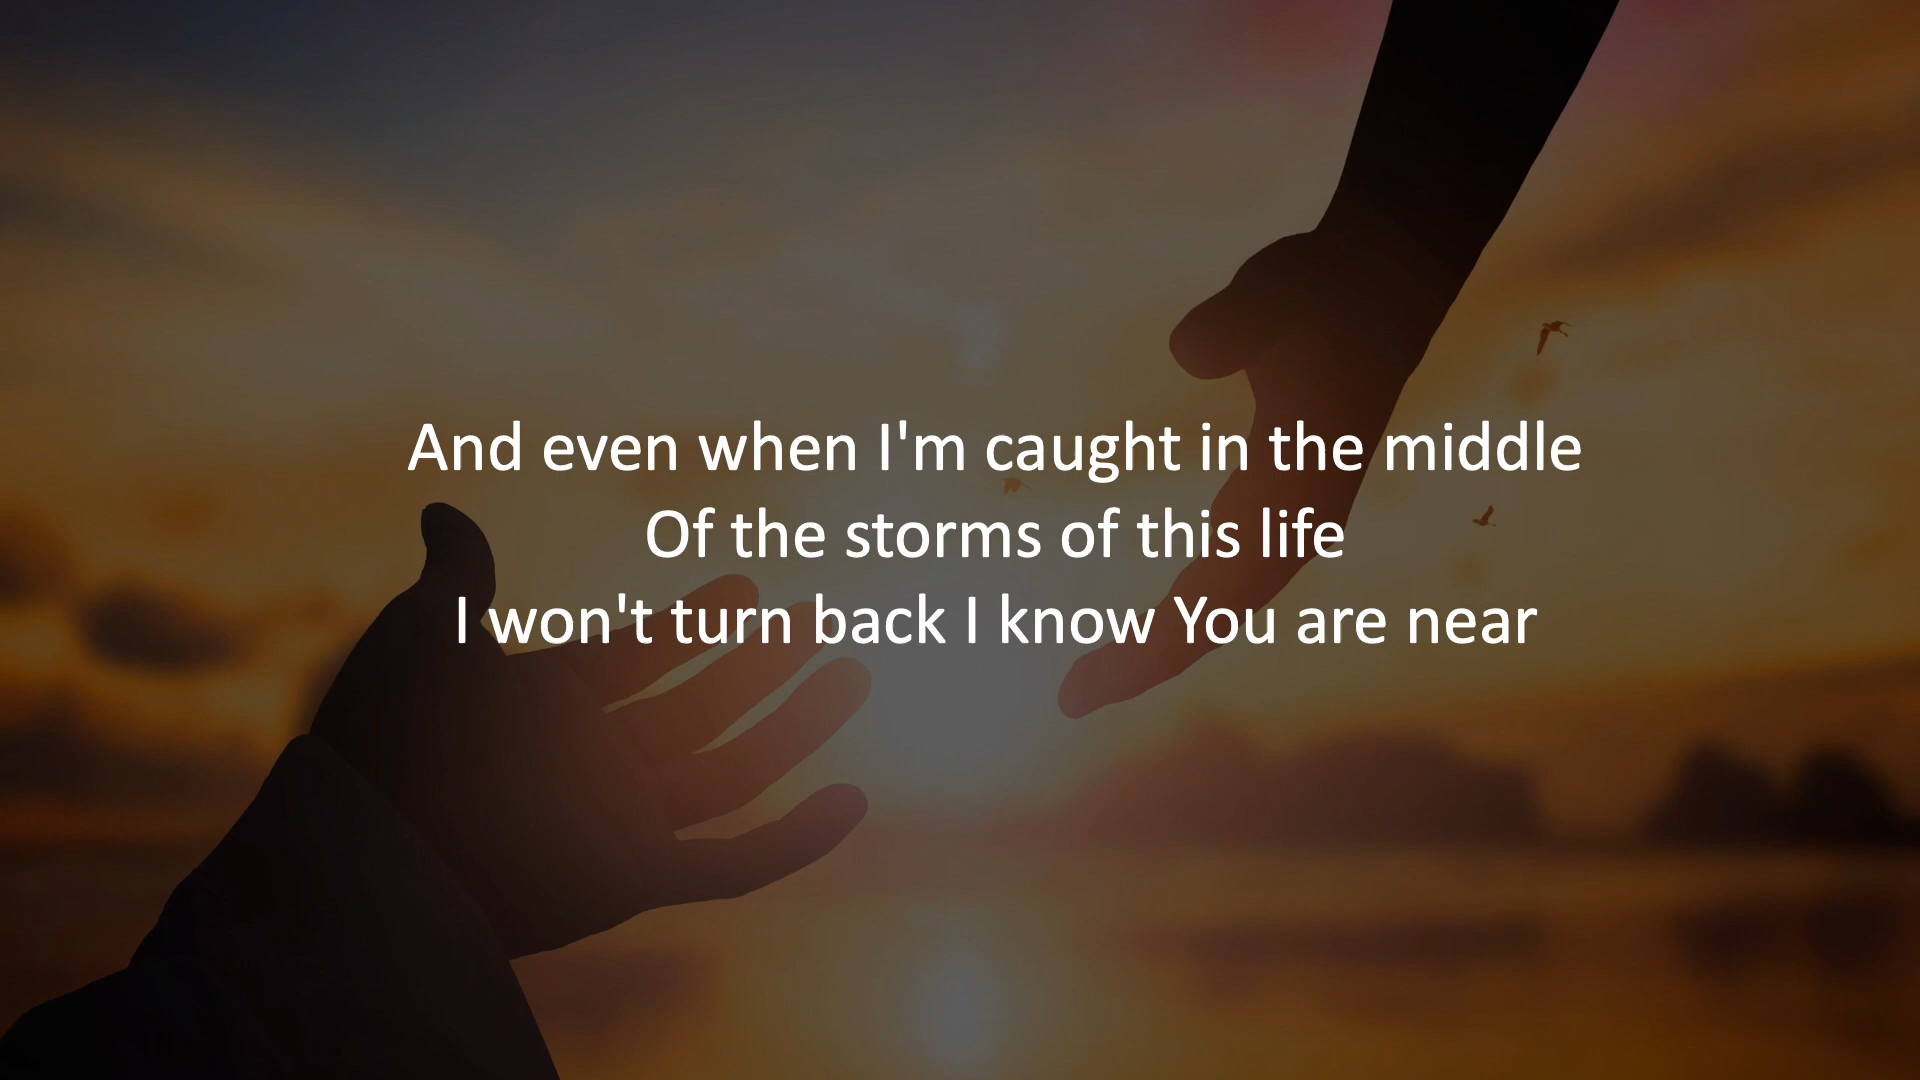 And even when I'm caught in the middle
Of the storms of this life
I won't turn back I know You are near